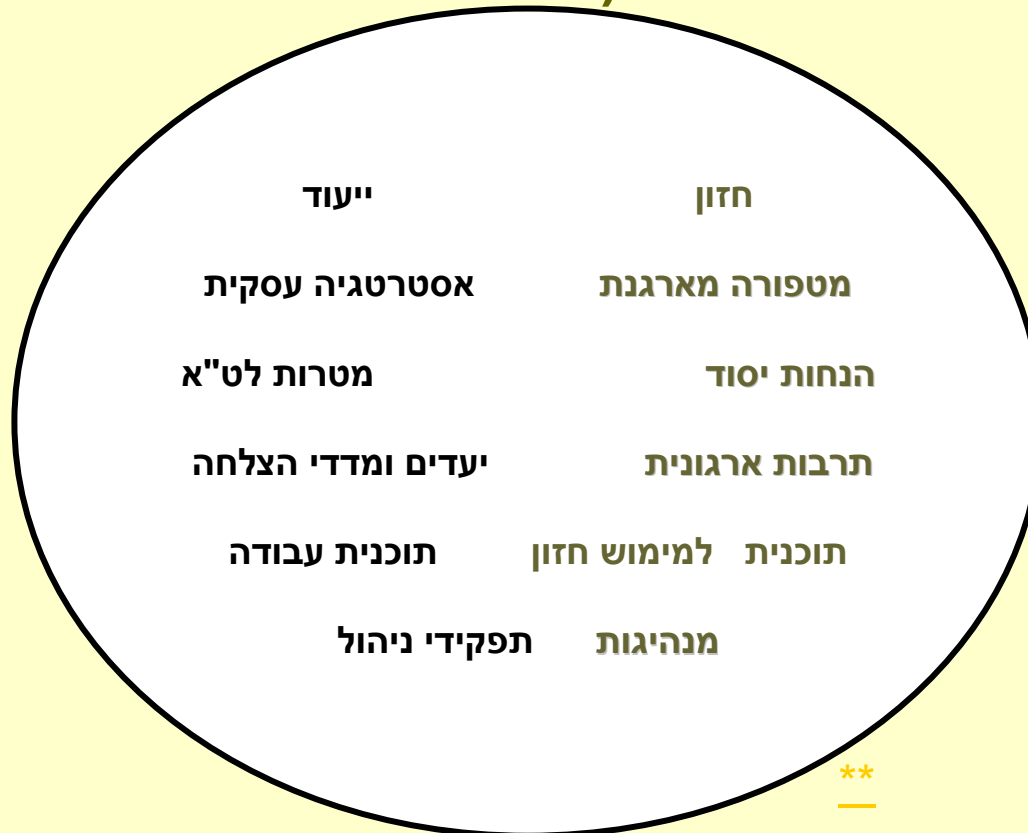 חזון ייעוד
מטפורה מארגנת אסטרטגיה עסקית
הנחות יסוד מטרות לט"א
תרבות ארגונית יעדים ומדדי הצלחה
תוכנית למימוש חזון תוכנית עבודה
מנהיגות תפקידי ניהול
**